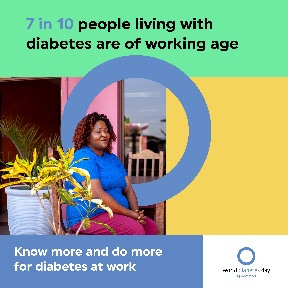 7 in 10 people living with
diabetes are of working age
Know more and do more
for diabetes at work
world diabetes day